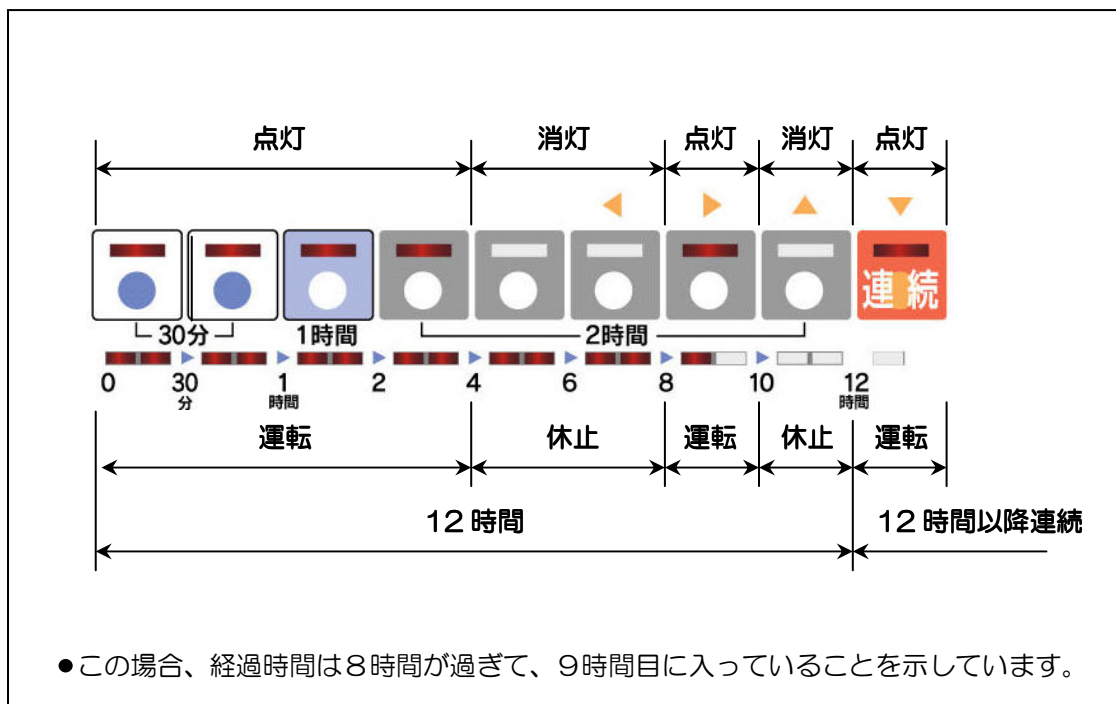 点灯 消灯 点灯 消灯 点灯
連続
30分 1時間 2時間
0 30分 1時間 2 4 6 8 10 12時間
運転 休止 運転 休止 運転
12時間 12時間以降連続
●この場合、経過時間は8時間が過ぎて、9時間目に入っていることを示しています。